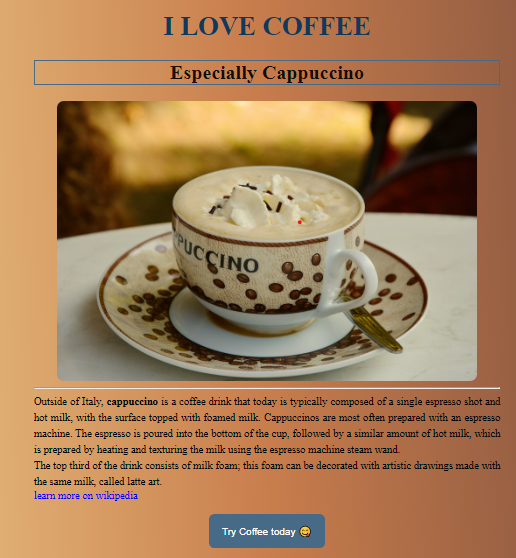 I LOVE COFFEE
Especially Cappuccino
PUCCINO
Outside of Italy, cappuccino is a coffee drink that today is typically composed of a single espresso shot and
hot milk, with the surface topped with foamed milk. Cappuccinos are most often prepared with an espresso
machine. The espresso is poured into the bottom of the cup, followed by a similar amount of hot milk, which
is prepared by heating and texturing the milk using the espresso machine steam wand.
The top third of the drink consists of milk foam; this foam can be decorated with artistic drawings made with
the same milk, called latte art.
learn more on wikipedia
Try Coffee today 😋